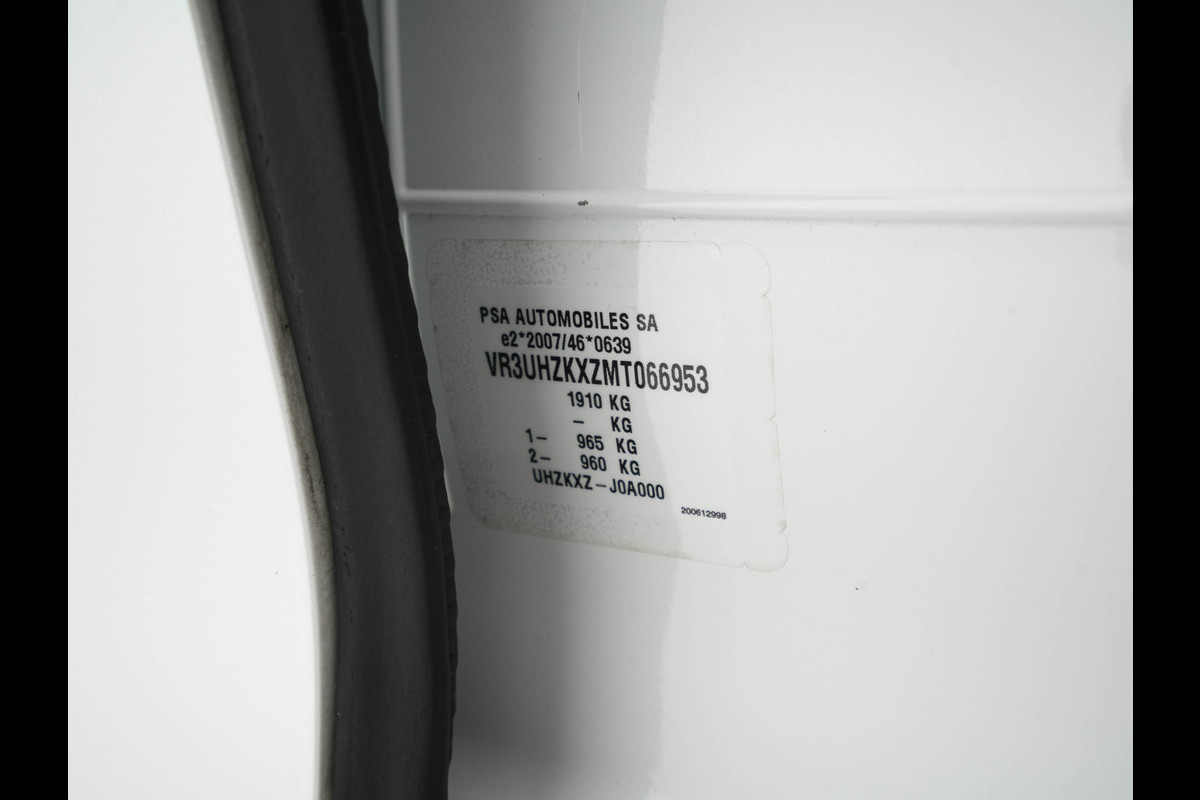 PSA AUTOMOBILES SA
e2*2007/46*0639
VR3UHZKXZMT066953
1910 KG
– KG
1– 965 KG
2– 960 KG
UHZKXZ–J0A000
200612998